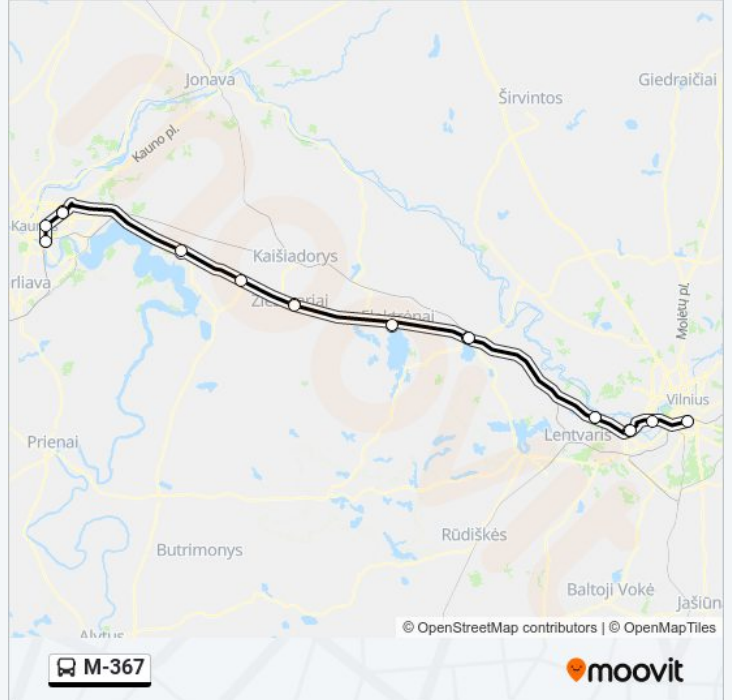 Jonava
Giedraičiai
Širvintos
Kauno pl.
Kaišiadorys
Molėtų pl.
Vilnius
Lentvaris
Prienai
Rūdiškės
Butrimonys
Baltoji Vokė
Alytus
© OpenStreetMap contributors | © OpenMapTiles
M-367
moovit